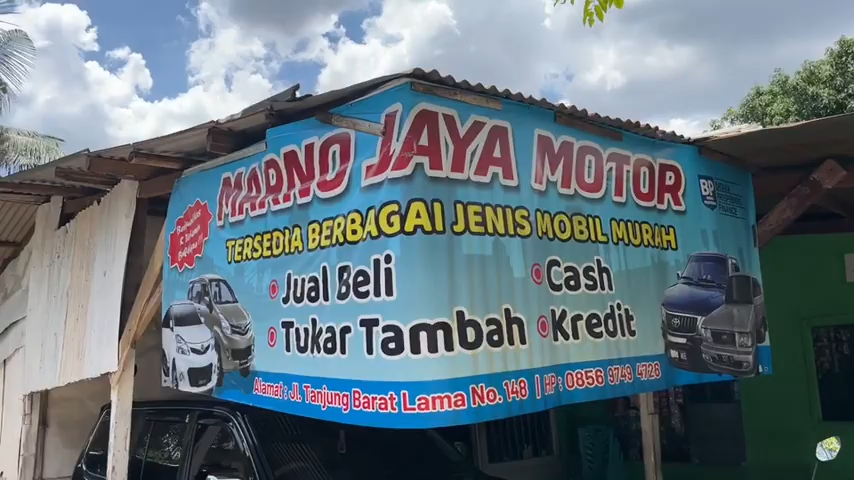 MARNO JAYA MOTOR
TERSEDIA BERBAGAI JENIS MOBIL MURAH
Jual Beli
Tukar Tambah
Cash
Kredit
Alamat : Jl. Tanjung Barat Lama No. 148 | HP. 0856 9749 4726